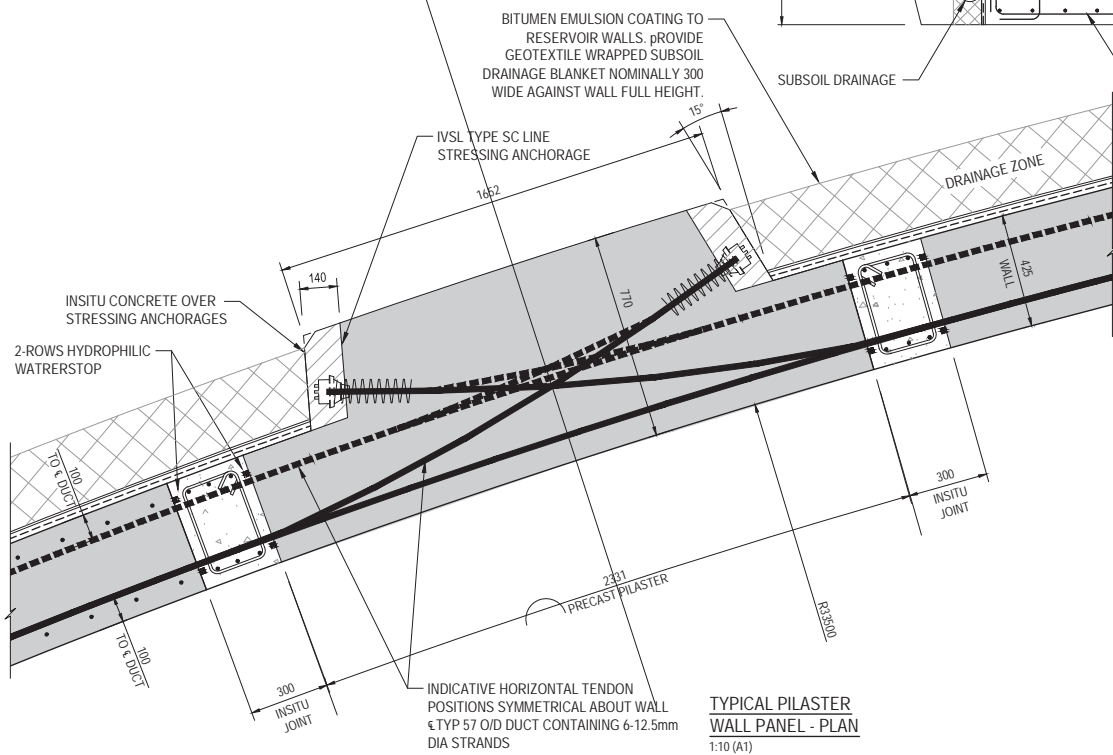 BITUMEN EMULSION COATING TO
RESERVOIR WALLS. pROVIDE
GEOTEXTILE WRAPPED SUBSOIL
DRAINAGE BLANKET NOMINALLY 300
WIDE AGAINST WALL FULL HEIGHT.
SUBSOIL DRAINAGE
15°
IVSL TYPE SC LINE
STRESSING ANCHORAGE
1652
DRAINAGE ZONE
140
770
425
WALL
INSITU CONCRETE OVER
STRESSING ANCHORAGES
2-ROWS HYDROPHILIC
WATRERSTOP
100
TO ℄ DUCT
300
INSITU
JOINT
2331
PRECAST PILASTER
R33500
100
TO ℄ DUCT
300
INSITU
JOINT
INDICATIVE HORIZONTAL TENDON
POSITIONS SYMMETRICAL ABOUT WALL
℄ TYP 57 O/D DUCT CONTAINING 6-12.5mm
DIA STRANDS
TYPICAL PILASTER
WALL PANEL - PLAN
1:10 (A1)